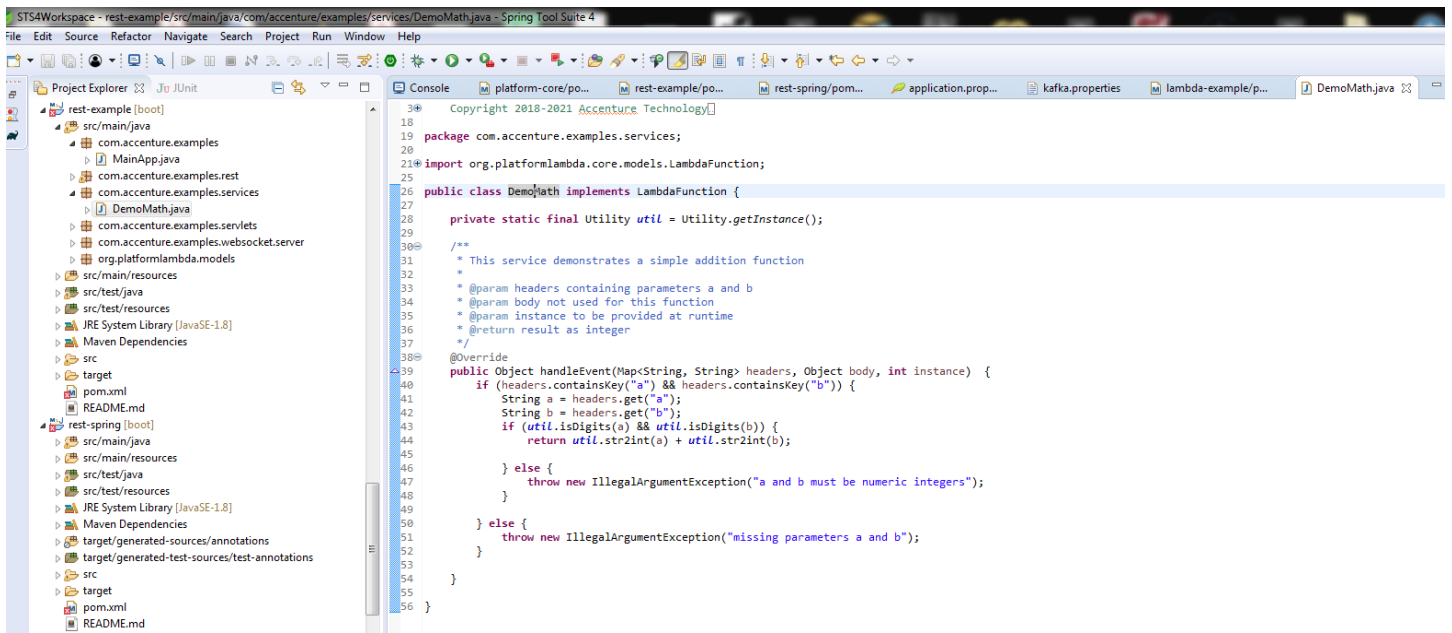 STS4Workspace - rest-example/src/main/java/com/accenture/examples/services/DemoMath.java - Spring Tool Suite 4
File Edit Source Refactor Navigate Search Project Run Window Help
Project Explorer JUnit
rest-example [boot]
src/main/java
com.accenture.examples
MainApp.java
com.accenture.examples.rest
com.accenture.examples.services
DemoMath.java
com.accenture.examples.servlets
com.accenture.examples.websocket.server
org.platformlambda.models
src/main/resources
src/test/java
src/test/resources
JRE System Library [JavaSE-1.8]
Maven Dependencies
src
target
pom.xml
README.md
rest-spring [boot]
src/main/java
src/main/resources
src/test/java
src/test/resources
JRE System Library [JavaSE-1.8]
Maven Dependencies
target/generated-sources/annotations
target/generated-test-sources/test-annotations
src
target
pom.xml
README.md
Console platform-core/po... rest-example/po... rest-spring/pom... application.prop... kafka.properties lambda-example/p... DemoMath.java
3 Copyright 2018-2021 Accenture Technology
18
19 package com.accenture.examples.services;
20
21 import org.platformlambda.core.models.LambdaFunction;
25
26 public class DemoMath implements LambdaFunction {
27
28 private static final Utility util = Utility.getInstance();
29
30 /**
31 * This service demonstrates a simple addition function
32 *
33 * @param headers containing parameters a and b
34 * @param body not used for this function
35 * @param instance to be provided at runtime
36 * @return result as integer
37 */
38 @Override
39 public Object handleEvent(Map<String, String> headers, Object body, int instance) {
40 if (headers.containsKey("a") && headers.containsKey("b")) {
41 String a = headers.get("a");
42 String b = headers.get("b");
43 if (util.isDigits(a) && util.isDigits(b)) {
44 return util.str2int(a) + util.str2int(b);
45
46 } else {
47 throw new IllegalArgumentException("a and b must be numeric integers");
48 }
49
50 } else {
51 throw new IllegalArgumentException("missing parameters a and b");
52 }
53
54 }
55
56 }